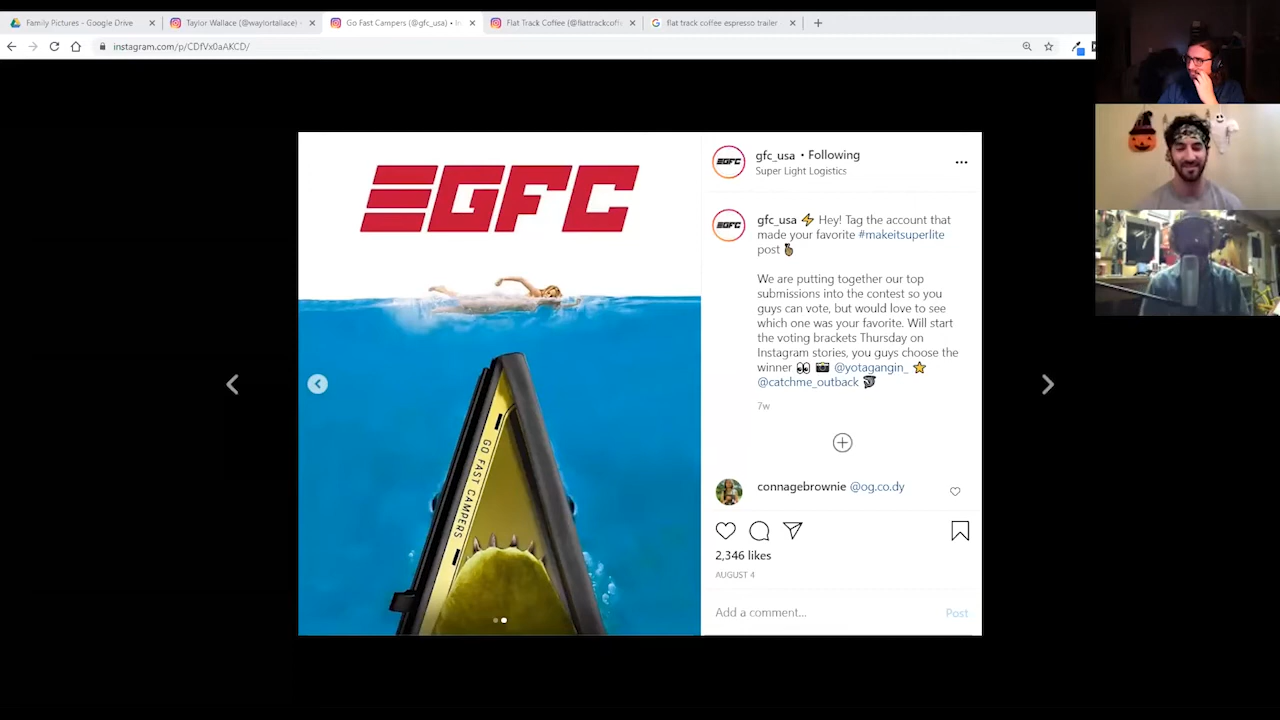 Family Pictures - Google Drive
Taylor Wallace (@waylortallace) •
Go Fast Campers (@gfc_usa) • In
Flat Track Coffee (@flattrackcoffe
flat track coffee espresso trailer
instagram.com/p/CDfVx0aAKCD/
GFC
GO FAST CAMPERS
GFC
gfc_usa • Following
Super Light Logistics
GFC
gfc_usa ⚡ Hey! Tag the account that
made your favorite #makeitsuperlite
post
We are putting together our top
submissions into the contest so you
guys can vote, but would love to see
which one was your favorite. Will start
the voting brackets Thursday on
Instagram stories, you guys choose the
winner 👀 📷 @yotagangin_ ⭐
@catchme_outback
7w
connagebrownie @og.co.dy
2,346 likes
AUGUST 4
Add a comment...
Post